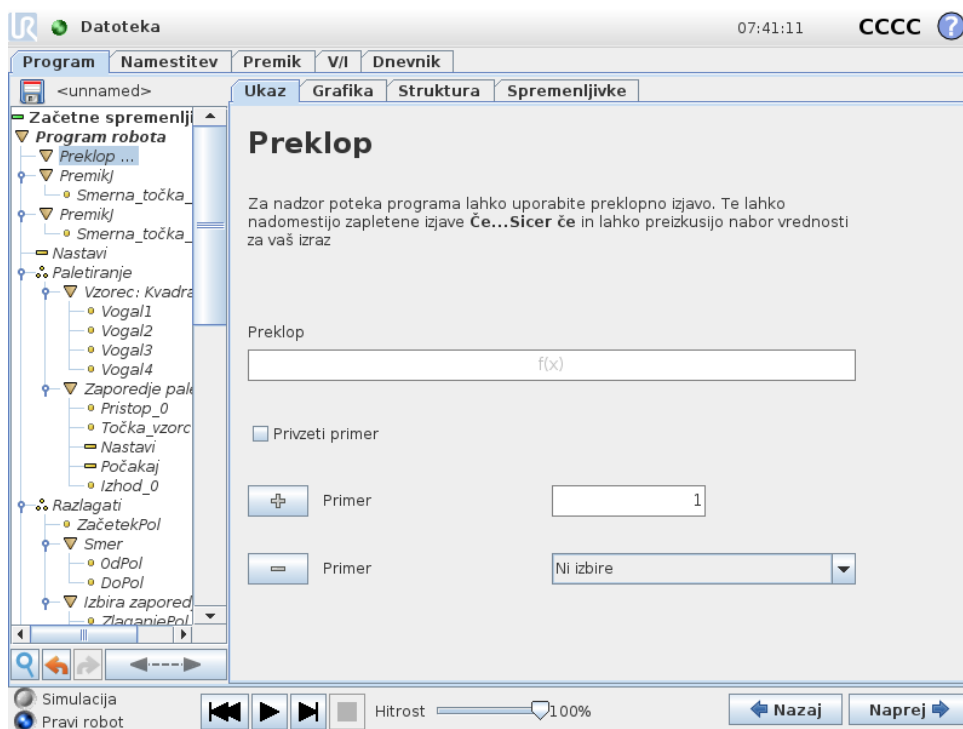 UR Datoteka 07:41:11 CCCC ?
Program Namestitev Premik V/I Dnevnik
<unnamed>
Ukaz Grafika Struktura Spremenljivke
Začetne spremenlji
Program robota
Preklop ...
PremikJ
Smerna_točka_
PremikJ
Smerna_točka_
Nastavi
Paletiranje
Vzorec: Kvadra
Vogal1
Vogal2
Vogal3
Vogal4
Zaporedje pale
Pristop_0
Točka_vzorc
Nastavi
Počakaj
Izhod_0
Razlagati
ZačetekPol
Smer
OdPol
DoPol
Izbira zapored
ZlaganjePol
Preklop
Za nadzor poteka programa lahko uporabite preklopno izjavo. Te lahko
nadomestijo zapletene izjave Če...Sicer če in lahko preizkusijo nabor vrednosti
za vaš izraz
Preklop
f(x)
Privzeti primer
Primer 1
Primer Ni izbire
Simulacija
Pravi robot
Hitrost 100%
Nazaj Naprej